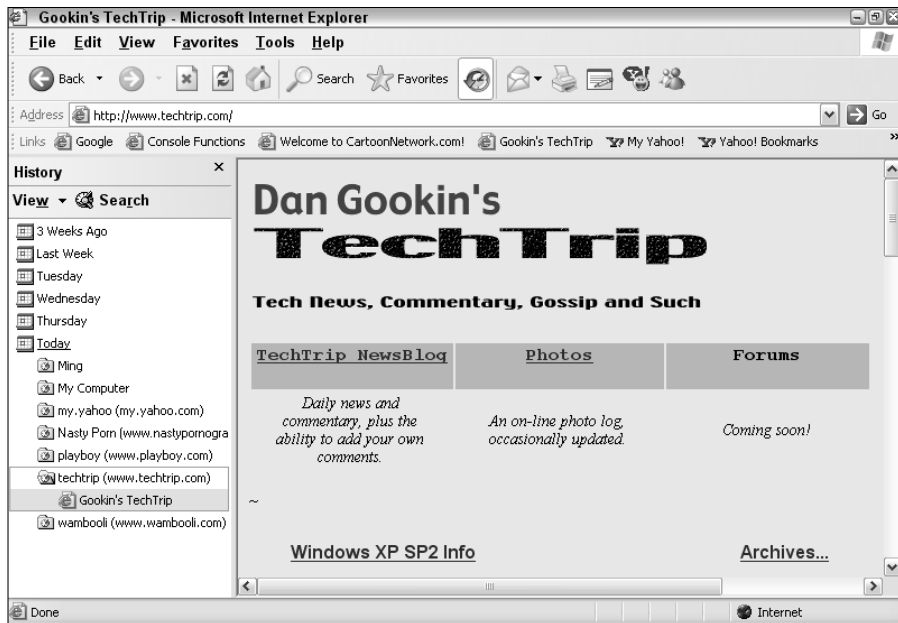 Gookin's TechTrip - Microsoft Internet Explorer
File Edit View Favorites Tools Help
Back Search Favorites
Address http://www.techtrip.com/ Go
Links Google Console Functions Welcome to CartoonNetwork.com! Gookin's TechTrip My Yahoo! Yahoo! Bookmarks »
History ×
View Search
3 Weeks Ago
Last Week
Tuesday
Wednesday
Thursday
Today
Ming
My Computer
my.yahoo (my.yahoo.com)
Nasty Porn (www.nastypornogra
playboy (www.playboy.com)
techtrip (www.techtrip.com)
Gookin's TechTrip
wambooli (www.wambooli.com)
Dan Gookin's
TechTrip
Tech News, Commentary, Gossip and Such
TechTrip NewsBlog Photos Forums
Daily news and
commentary, plus the
ability to add your own
comments.
An on-line photo log,
occasionally updated.
Coming soon!
~
Windows XP SP2 Info Archives...
Done Internet